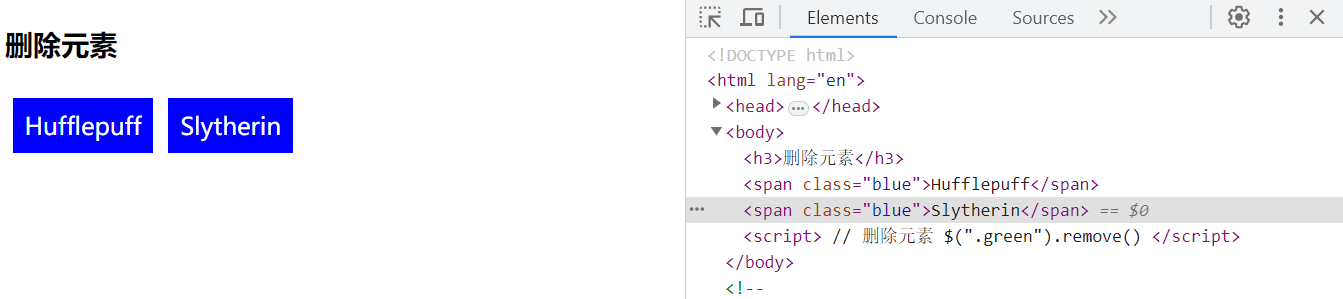 删除元素
Hufflepuff Slytherin
Elements Console Sources
<!DOCTYPE html>
<html lang="en">
<head>…</head>
<body>
<h3>删除元素</h3>
<span class="blue">Hufflepuff</span>
<span class="blue">Slytherin</span> == $0
<script> // 删除元素 $(".green").remove() </script>
</body>
<!--